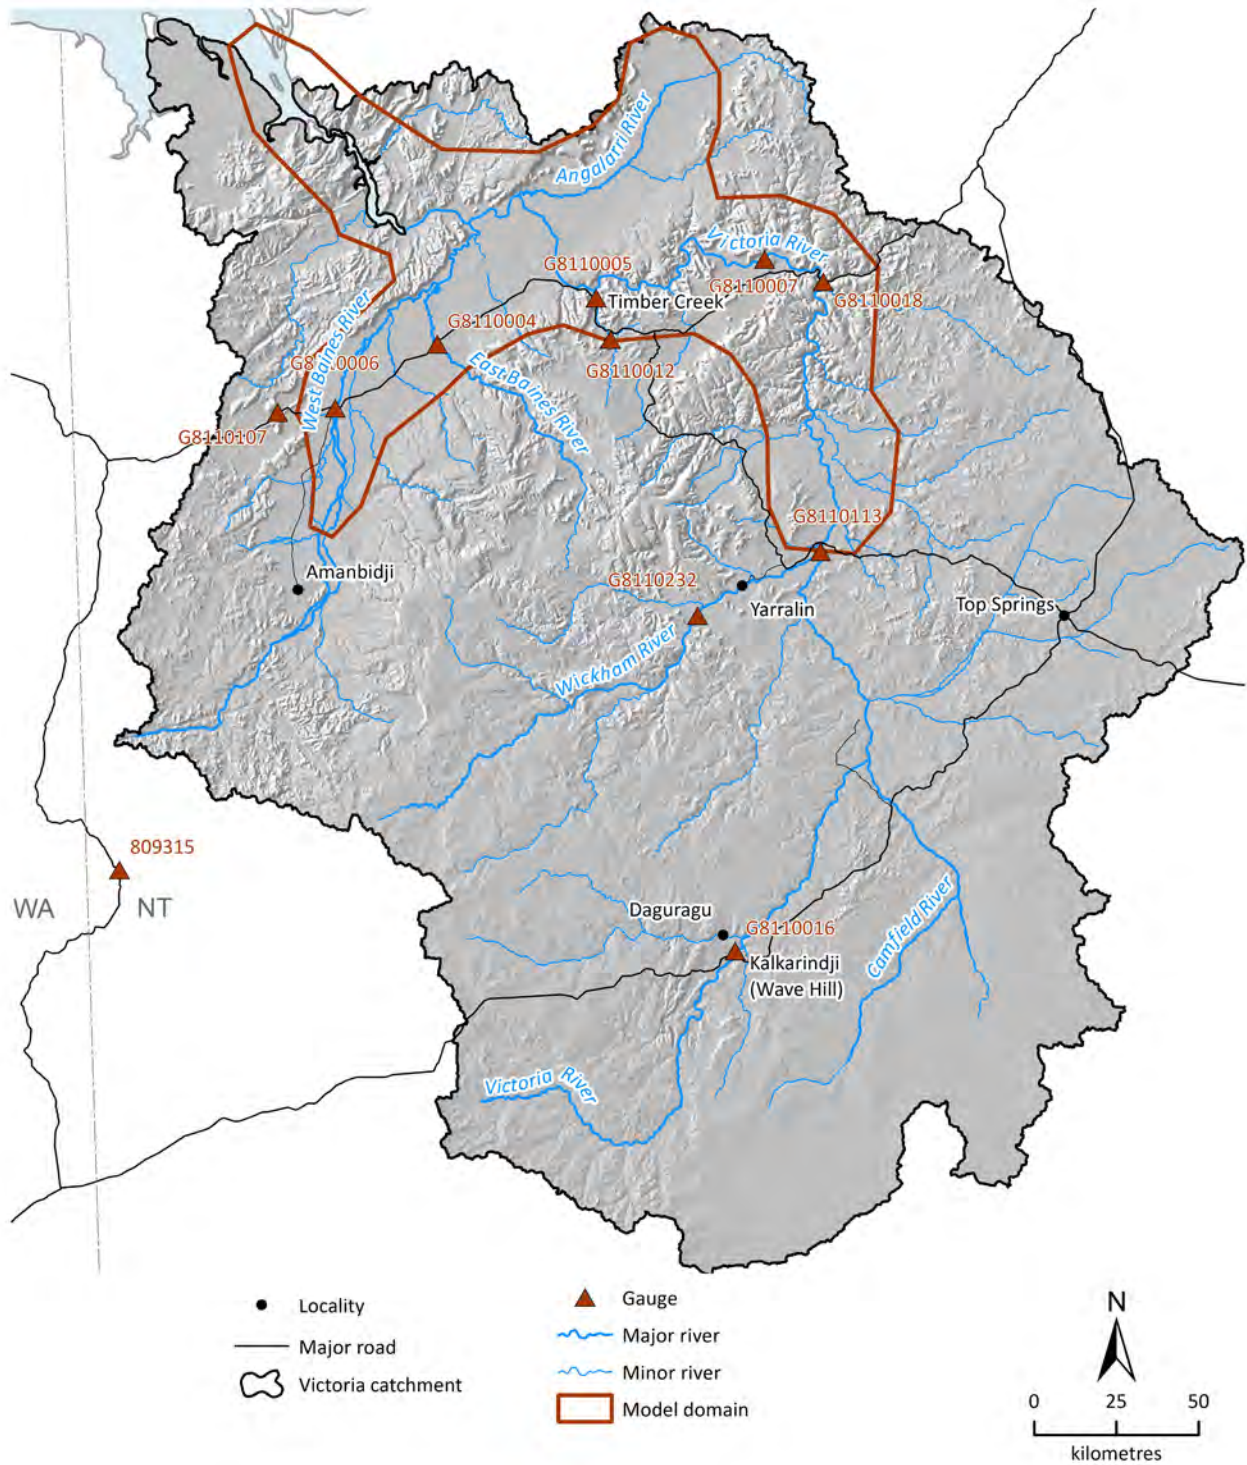 Angalarri River
Victoria River
G8110005
G8110007
G8110018
Timber Creek
G8110004
G8110006
West Baines River
East Baines River
G8110012
G8110107
G8110113
Amanbidji
G8110232
Yarralin
Top Springs
Wickham River
809315
WA
NT
Daguragu
G8110016
Kalkarindji
(Wave Hill)
Camfield River
Victoria River
Locality
Major road
Victoria catchment
Gauge
Major river
Minor river
Model domain
N
0 25 50
kilometres